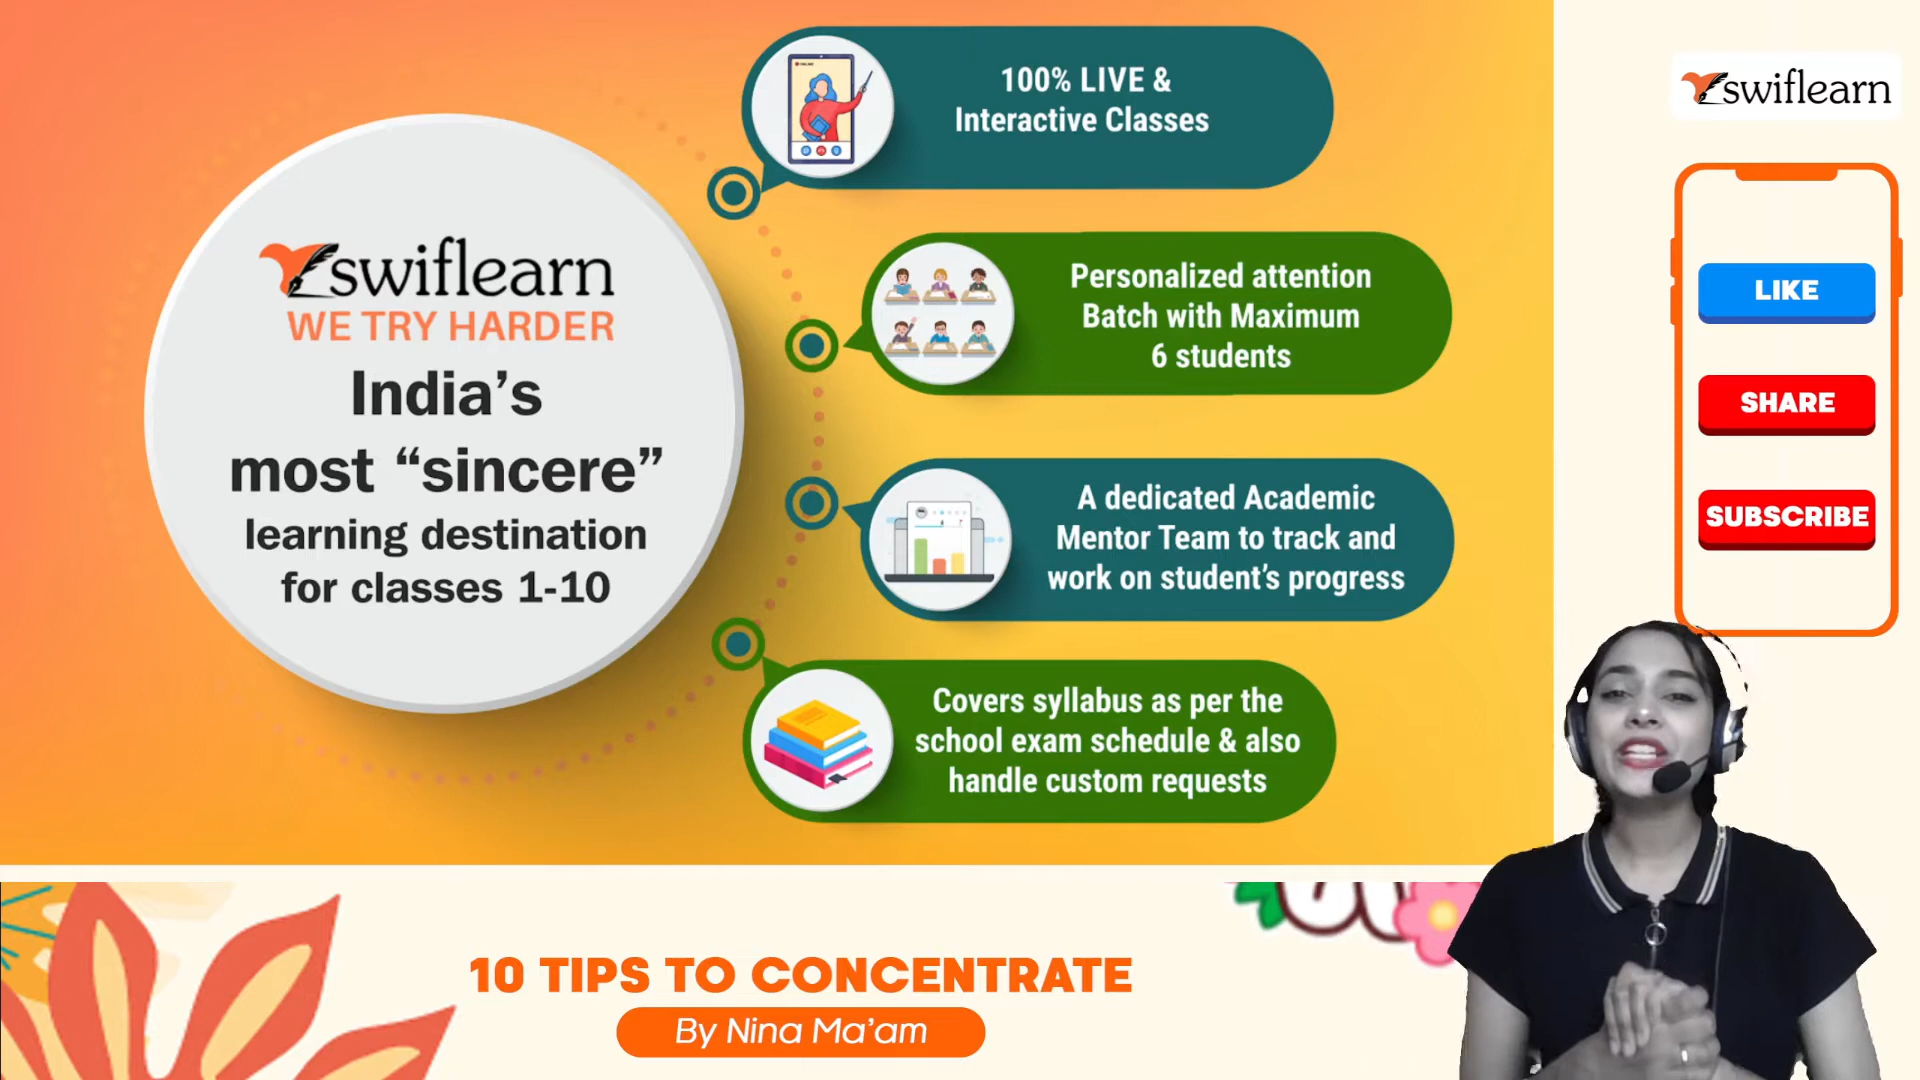 swiflearn
WE TRY HARDER
India’s
most “sincere”
learning destination
for classes 1-10
100% LIVE &
Interactive Classes
Personalized attention
Batch with Maximum
6 students
A dedicated Academic
Mentor Team to track and
work on student’s progress
Covers syllabus as per the
school exam schedule & also
handle custom requests
swiflearn
LIKE
SHARE
SUBSCRIBE
10 TIPS TO CONCENTRATE
By Nina Ma’am